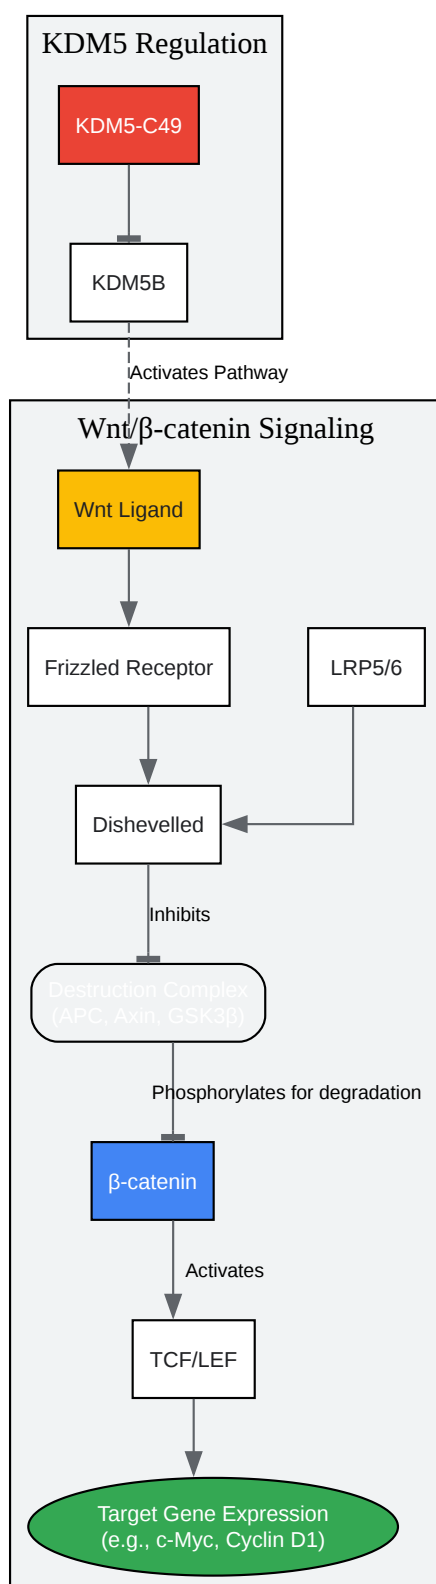 KDM5 Regulation
KDM5-C49
KDM5B
Activates Pathway
Wnt/β-catenin Signaling
Wnt Ligand
Frizzled Receptor
LRP5/6
Dishevelled
Inhibits
Destruction Complex
(APC, Axin, GSK3β)
Phosphorylates for degradation
β-catenin
Activates
TCF/LEF
Target Gene Expression
(e.g., c-Myc, Cyclin D1)